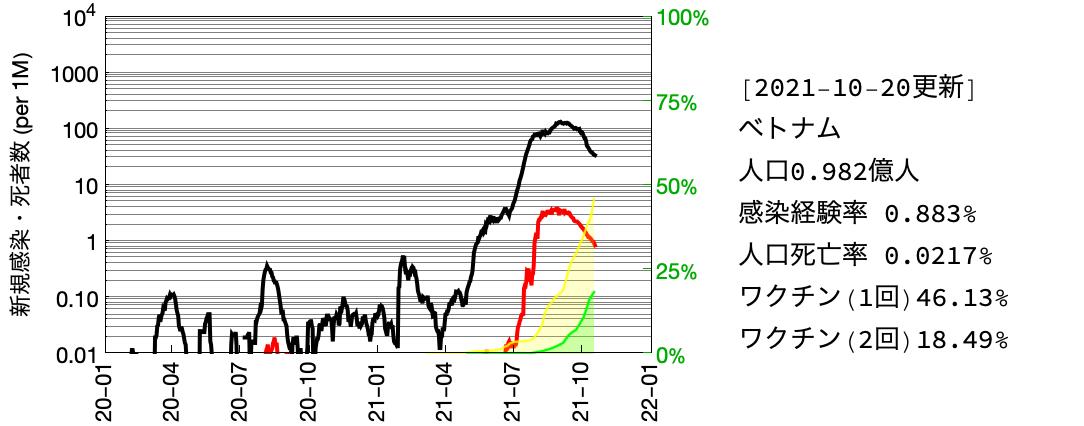 新規感染・死者数 (per 1M)
10^4
1000
100
10
1
0.10
0.01
100%
75%
50%
25%
0%
20-01
20-04
20-07
20-10
21-01
21-04
21-07
21-10
22-01
[2021-10-20更新]
ベトナム
人口0.982億人
感染経験率 0.883%
人口死亡率 0.0217%
ワクチン(1回)46.13%
ワクチン(2回)18.49%